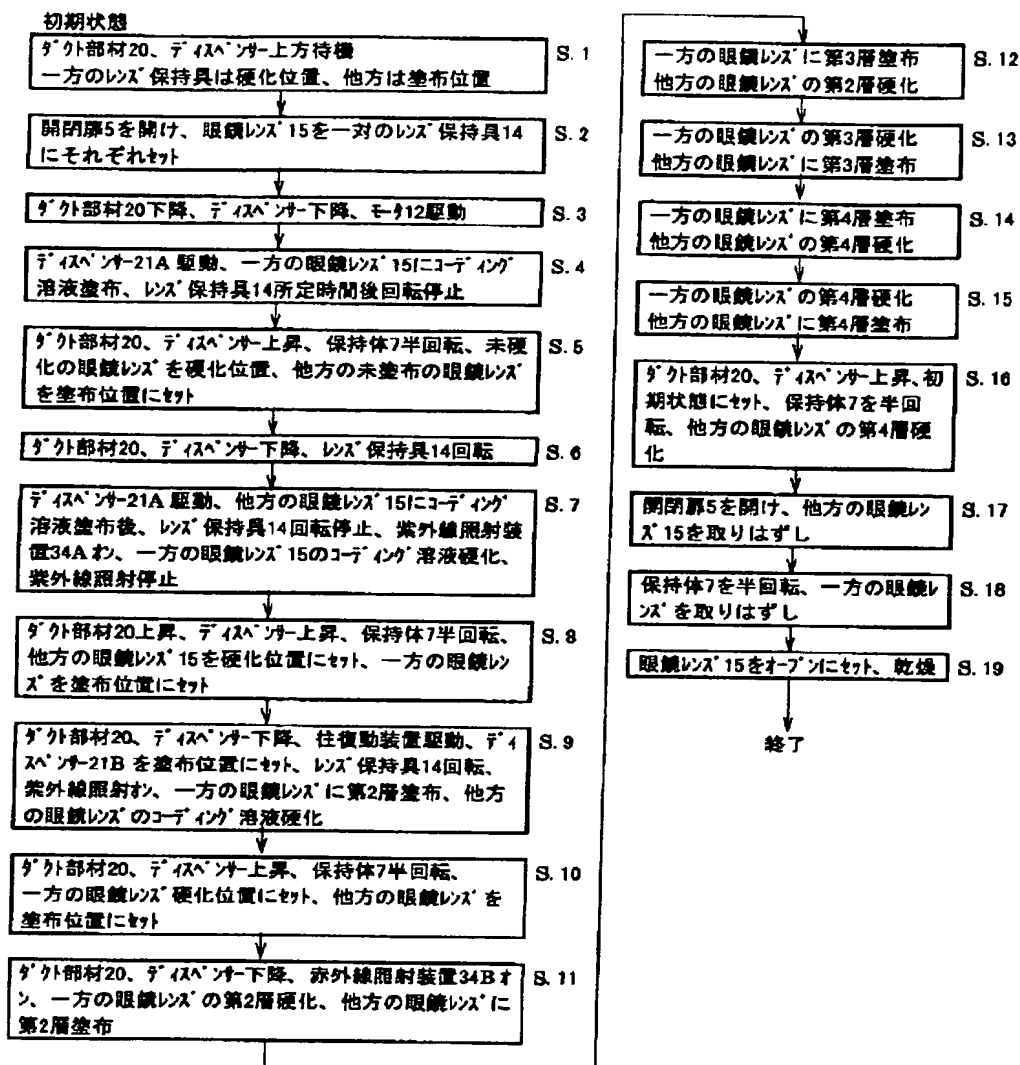 初期状態
ダクト部材20、ディスペンサー上方待機
一方のレンズ保持具は硬化位置、他方は塗布位置
S. 1
開閉扉5を開け、眼鏡レンズ15を一対のレンズ保持具14
にそれぞれセット
S. 2
ダクト部材20下降、ディスペンサー下降、モータ12駆動
S. 3
ディスペンサー21A 駆動、一方の眼鏡レンズ15にコーディング
溶液塗布、レンズ保持具14所定時間後回転停止
S. 4
ダクト部材20、ディスペンサー上昇、保持体7半回転、未硬
化の眼鏡レンズを硬化位置、他方の未塗布の眼鏡レンズ
を塗布位置にセット
S. 5
ダクト部材20、ディスペンサー下降、レンズ保持具14回転
S. 6
ディスペンサー21A 駆動、他方の眼鏡レンズ15にコーディング
溶液塗布後、レンズ保持具14回転停止、紫外線照射装
置34Aオン、一方の眼鏡レンズ15のコーディング溶液硬化、
紫外線照射停止
S. 7
ダクト部材20上昇、ディスペンサー上昇、保持体7半回転、
他方の眼鏡レンズ15を硬化位置にセット、一方の眼鏡レン
ズを塗布位置にセット
S. 8
ダクト部材20、ディスペンサー下降、往復動装置駆動、ディ
スペンサー21Bを塗布位置にセット、レンズ保持具14回転、
紫外線照射オン、一方の眼鏡レンズに第2層塗布、他方
の眼鏡レンズのコーディング溶液硬化
S. 9
ダクト部材20、ディスペンサー上昇、保持体7半回転、
一方の眼鏡レンズ硬化位置にセット、他方の眼鏡レンズを
塗布位置にセット
S. 10
ダクト部材20、ディスペンサー下降、赤外線照射装置34Bオ
ン、一方の眼鏡レンズの第2層硬化、他方の眼鏡レンズに
第2層塗布
S. 11
一方の眼鏡レンズに第3層塗布
他方の眼鏡レンズの第2層硬化
S. 12
一方の眼鏡レンズの第3層硬化
他方の眼鏡レンズに第3層塗布
S. 13
一方の眼鏡レンズに第4層塗布
他方の眼鏡レンズの第4層硬化
S. 14
一方の眼鏡レンズの第4層硬化
他方の眼鏡レンズに第4層塗布
S. 15
ダクト部材20、ディスペンサー上昇、初
期状態にセット、保持体7を半回
転、他方の眼鏡レンズの第4層硬
化
S. 16
開閉扉5を開け、他方の眼鏡レン
ズ15を取りはずし
S. 17
保持体7を半回転、一方の眼鏡レ
ンズを取りはずし
S. 18
眼鏡レンズ15をオーブンにセット、乾燥
S. 19
終了